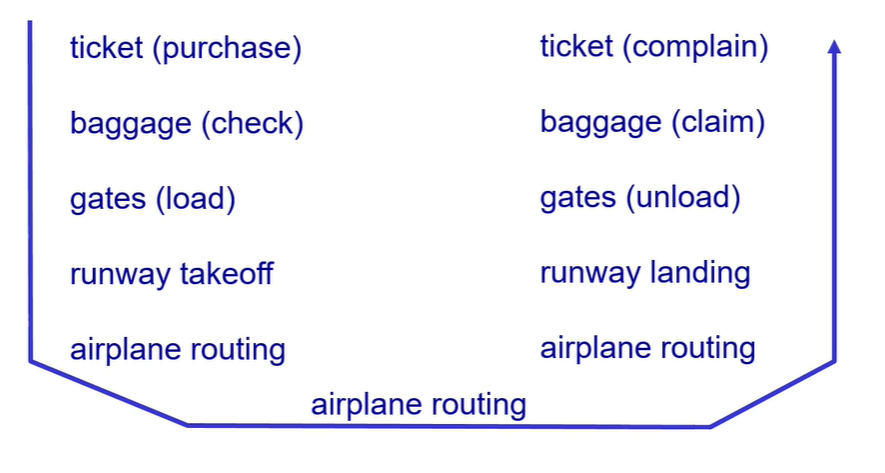 ticket (purchase)
baggage (check)
gates (load)
runway takeoff
airplane routing
ticket (complain)
baggage (claim)
gates (unload)
runway landing
airplane routing
airplane routing